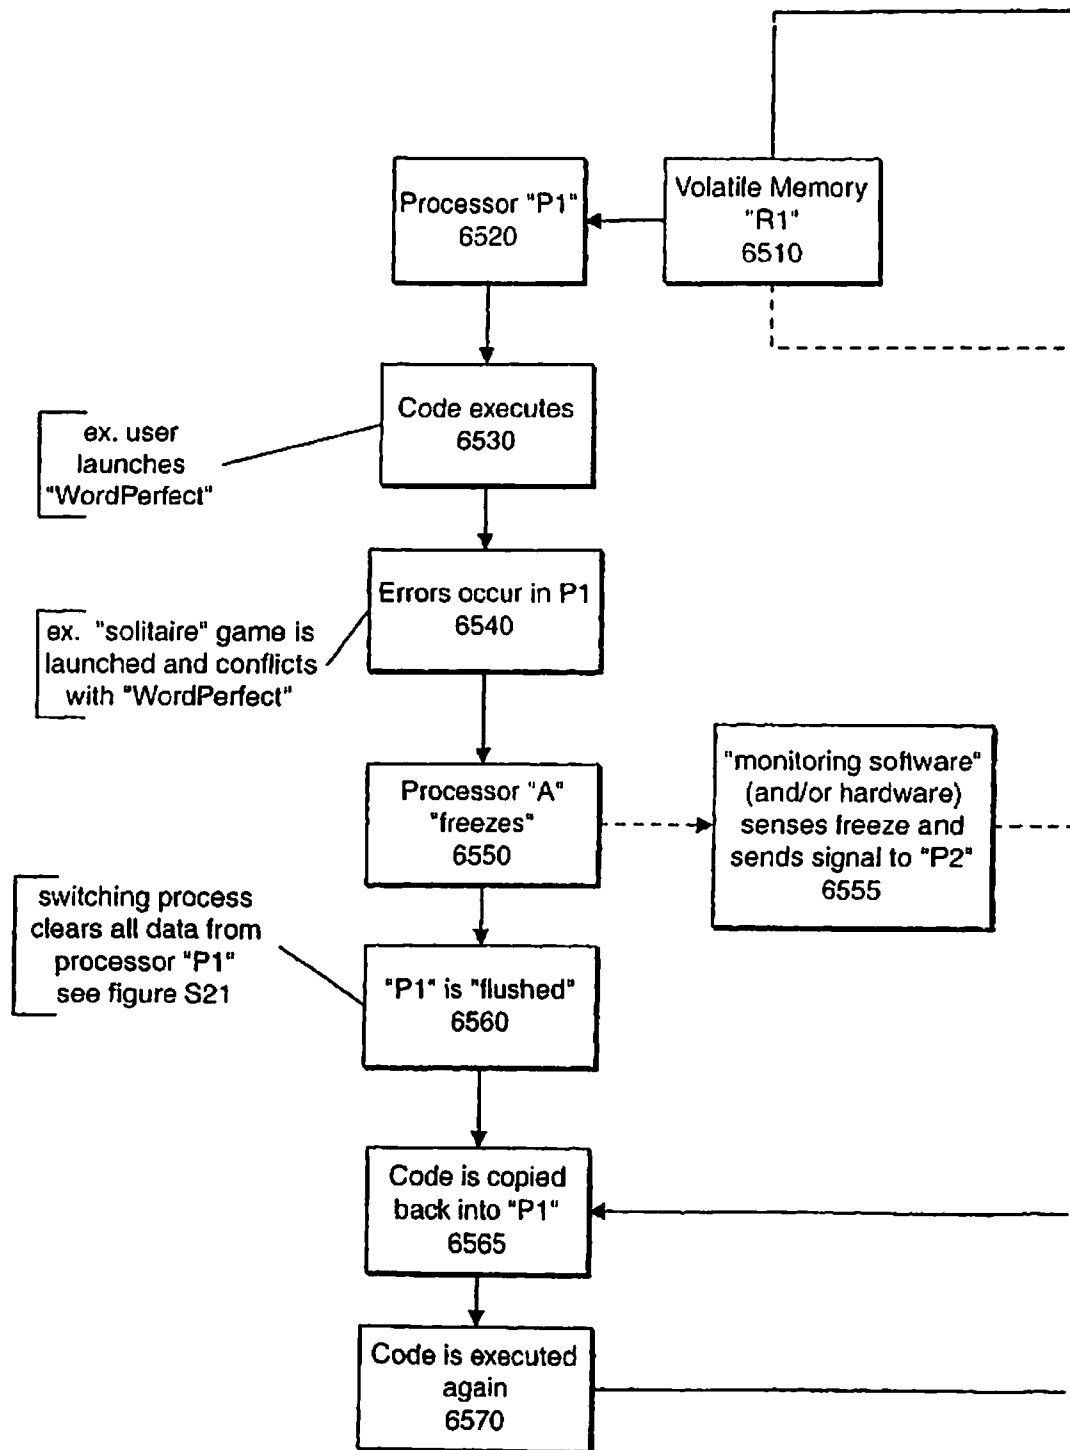 Processor "P1"
6520
Volatile Memory
"R1"
6510
Code executes
6530
ex. user
launches
"WordPerfect"
Errors occur in P1
6540
ex. "solitaire" game is
launched and conflicts
with "WordPerfect"
Processor "A"
"freezes"
6550
"monitoring software"
(and/or hardware)
senses freeze and
sends signal to "P2"
6555
switching process
clears all data from
processor "P1"
see figure S21
"P1" is "flushed"
6560
Code is copied
back into "P1"
6565
Code is executed
again
6570